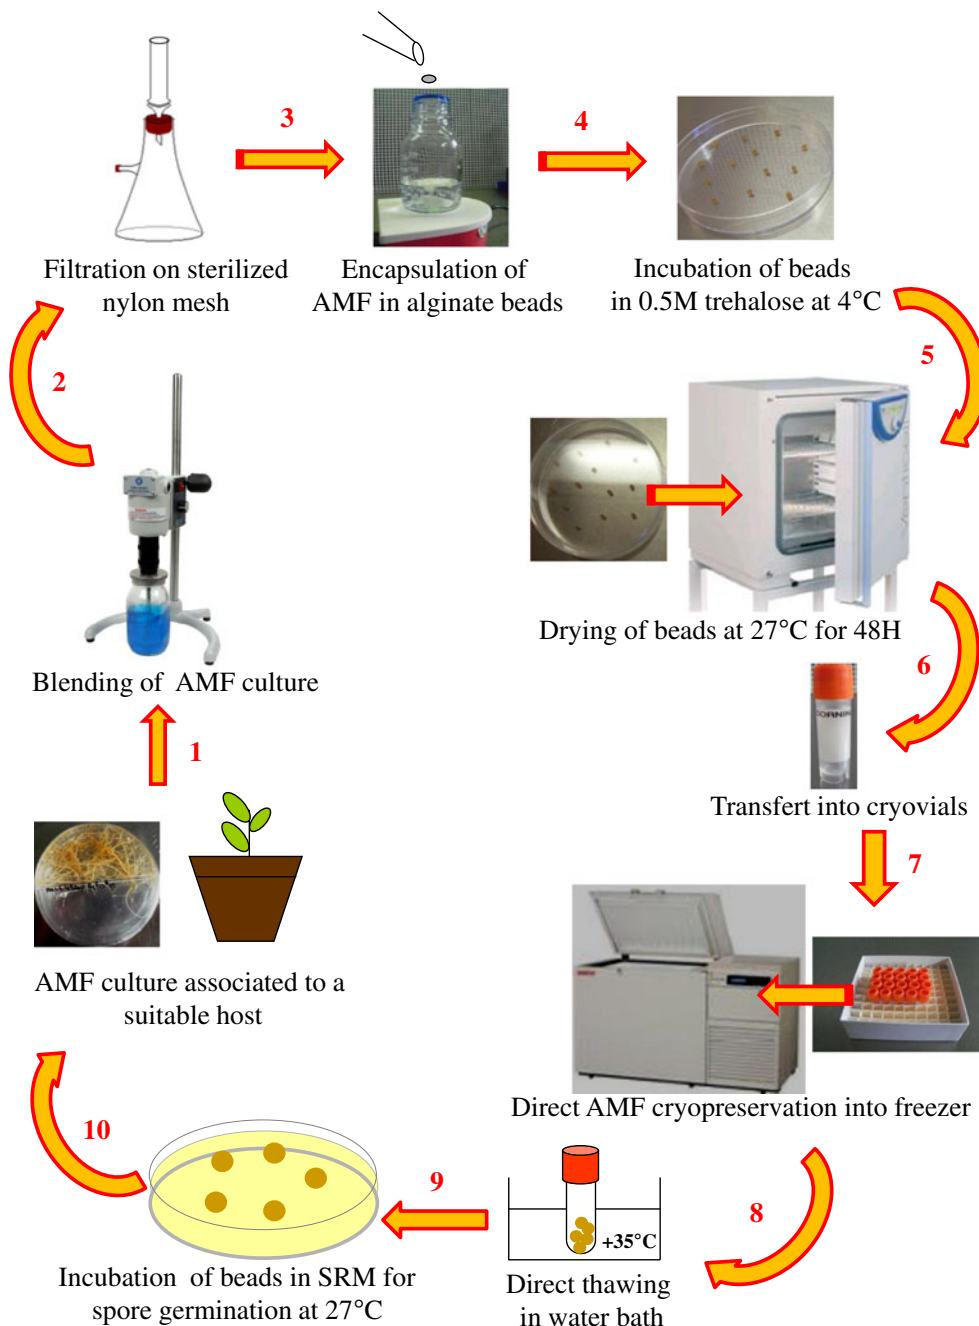 3
4
Filtration on sterilized
nylon mesh
Encapsulation of
AMF in alginate beads
Incubation of beads
in 0.5M trehalose at 4°C
2
5
Drying of beads at 27°C for 48H
Blending of AMF culture
6
1
CORNIN
Transfert into cryovials
7
AMF culture associated to a
suitable host
Direct AMF cryopreservation into freezer
10
9
8
+35°C
Incubation of beads in SRM for
spore germination at 27°C
Direct thawing
in water bath